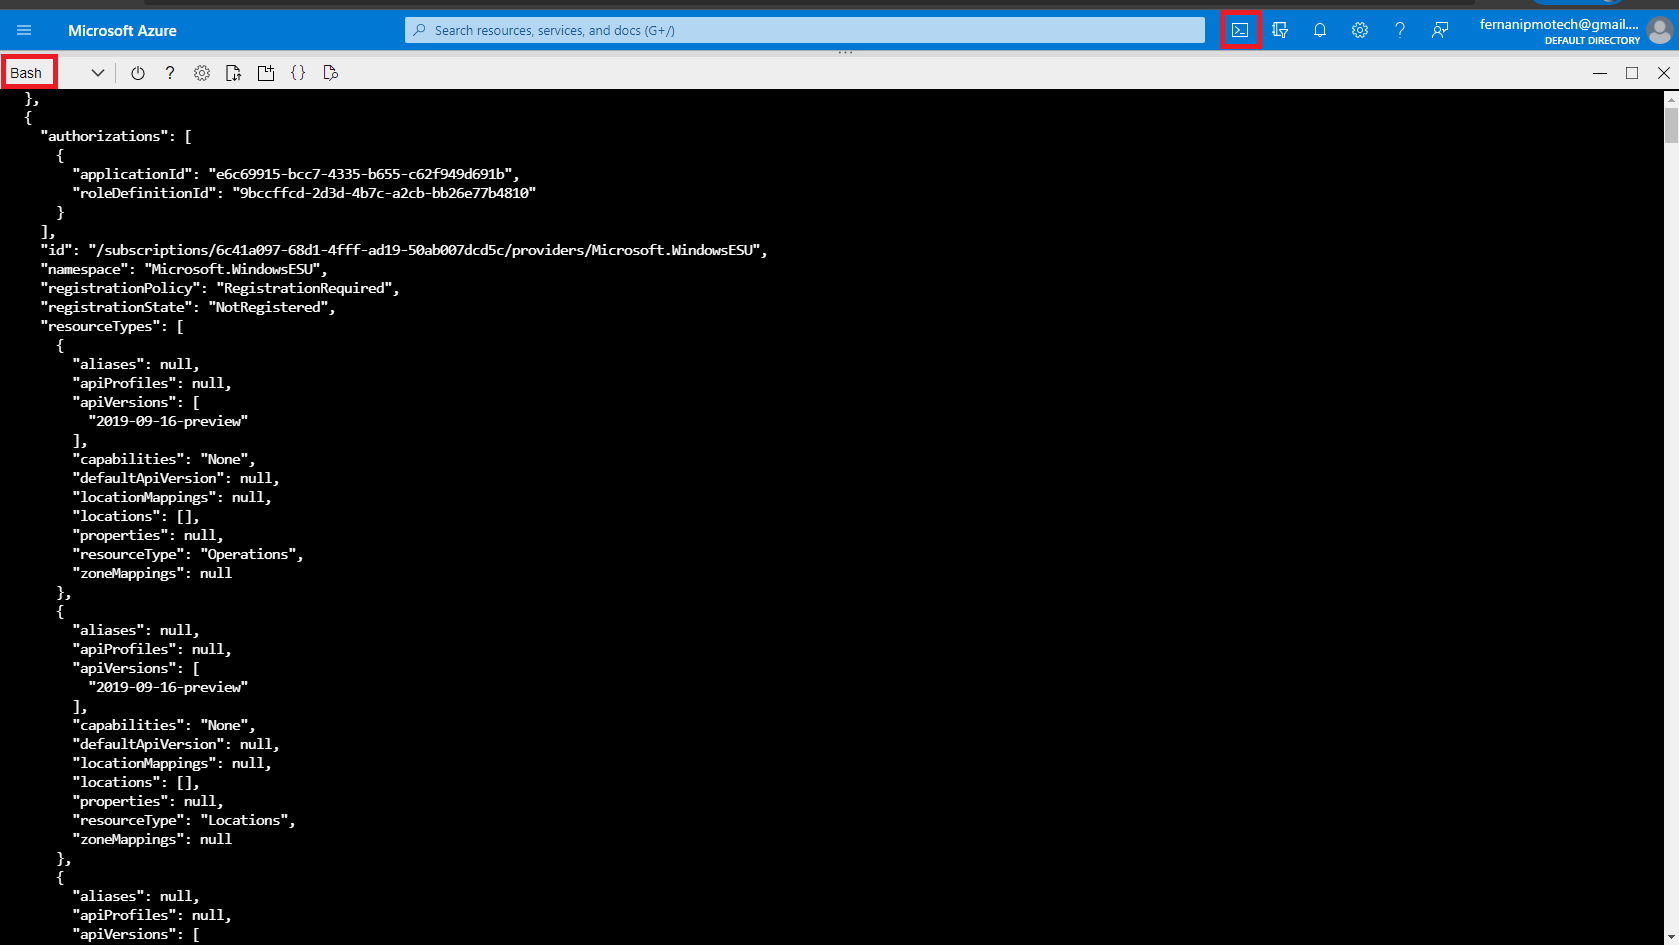 Microsoft Azure
Search resources, services, and docs (G+/)
fernanipmotech@gmail....
DEFAULT DIRECTORY
Bash
},
{
"authorizations": [
{
"applicationId": "e6c69915-bcc7-4335-b655-c62f949d691b",
"roleDefinitionId": "9bccffcd-2d3d-4b7c-a2cb-bb26e77b4810"
}
],
"id": "/subscriptions/6c41a097-68d1-4fff-ad19-50ab007dcd5c/providers/Microsoft.WindowsESU",
"namespace": "Microsoft.WindowsESU",
"registrationPolicy": "RegistrationRequired",
"registrationState": "NotRegistered",
"resourceTypes": [
{
"aliases": null,
"apiProfiles": null,
"apiVersions": [
"2019-09-16-preview"
],
"capabilities": "None",
"defaultApiVersion": null,
"locationMappings": null,
"locations": [],
"properties": null,
"resourceType": "Operations",
"zoneMappings": null
},
{
"aliases": null,
"apiProfiles": null,
"apiVersions": [
"2019-09-16-preview"
],
"capabilities": "None",
"defaultApiVersion": null,
"locationMappings": null,
"locations": [],
"properties": null,
"resourceType": "Locations",
"zoneMappings": null
},
{
"aliases": null,
"apiProfiles": null,
"apiVersions": [